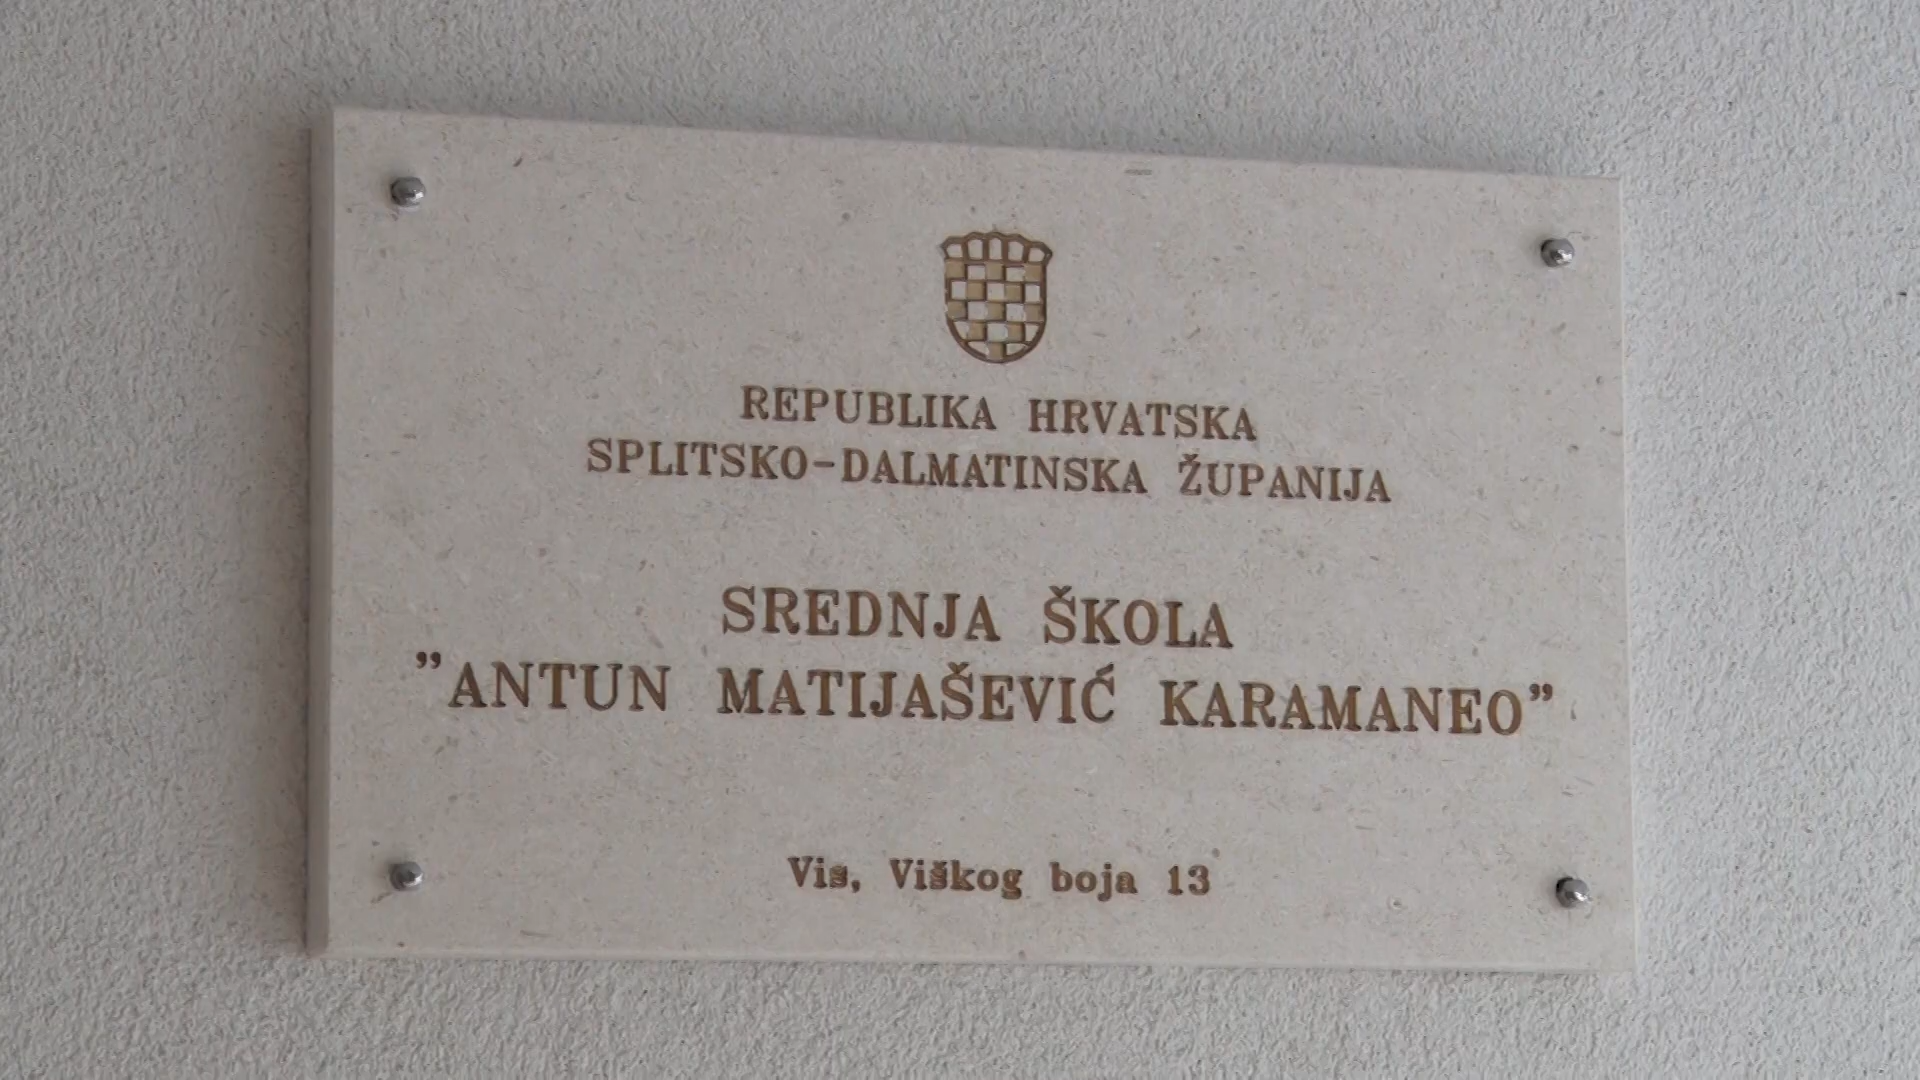 REPUBLIKA HRVATSKA
SPLITSKO-DALMATINSKA ŽUPANIJA
SREDNJA ŠKOLA
”ANTUN MATIJAŠEVIĆ KARAMANEO”
Vis, Viškog boja 13